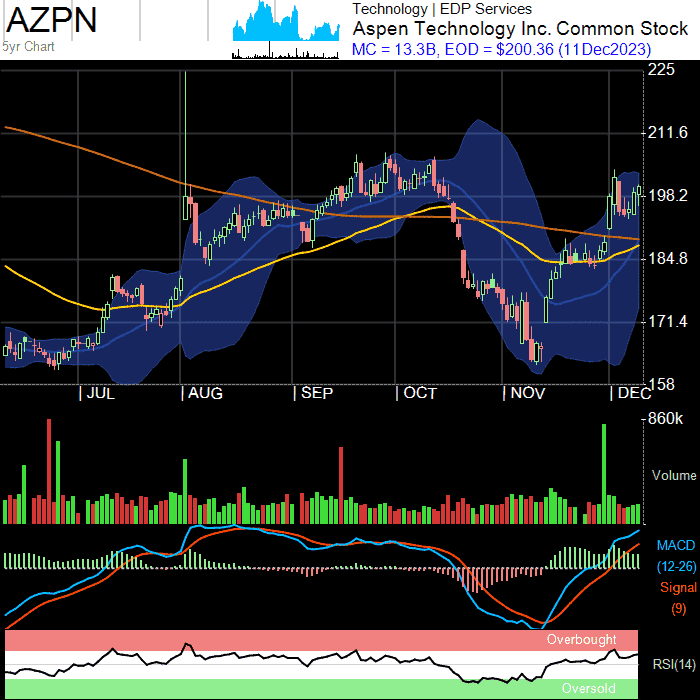 AZPN
5yr Chart
Technology | EDP Services
Aspen Technology Inc. Common Stock
MC = 13.3B, EOD = $200.36 (11Dec2023)
225
211.6
198.2
184.8
171.4
158
| JUL | AUG | SEP | OCT | NOV | DEC
860k
Volume
MACD
(12-26)
Signal
(9)
Overbought
RSI(14)
Oversold